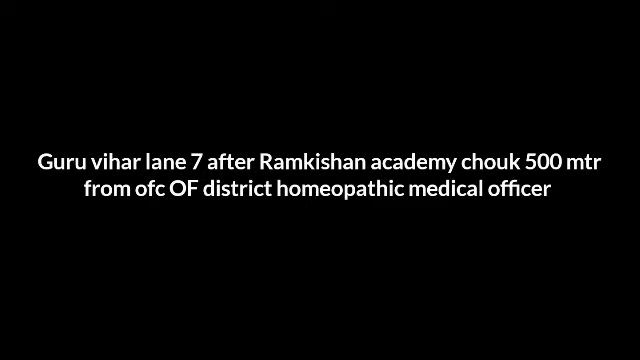 Guru vihar lane 7 after Ramkishan academy chouk 500 mtr
from ofc OF district homeopathic medical officer